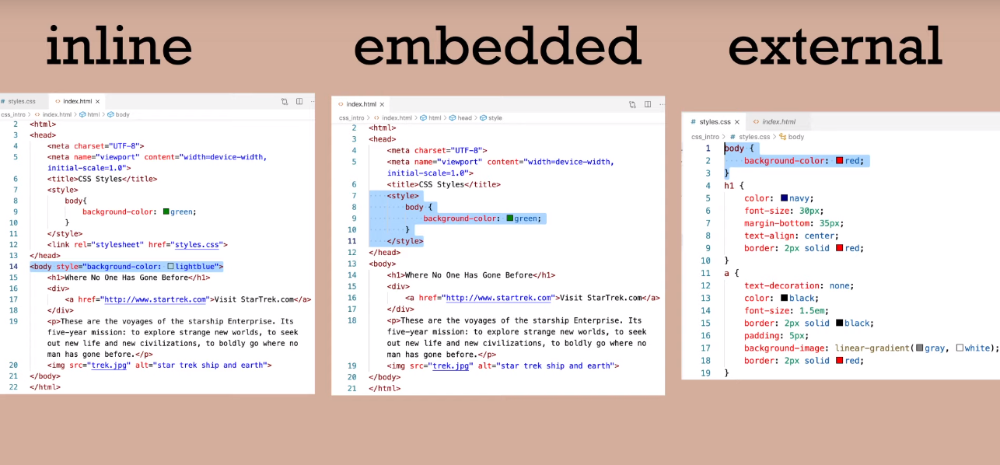 inline
embedded
external
# styles.css
<> index.html ×
css_intro > <> index.html > html > body
2 <html>
3 <head>
4 <meta charset="UTF-8">
5 <meta name="viewport" content="width=device-width,
initial-scale=1.0">
6 <title>CSS Styles</title>
7 <style>
8 body{
9 background-color: green;
10 }
11 </style>
12 <link rel="stylesheet" href="styles.css">
13 </head>
14 <body style="background-color: lightblue">
15 <h1>Where No One Has Gone Before</h1>
16 <div>
17 <a href="http://www.startrek.com">Visit StarTrek.com</a>
18 </div>
19 <p>These are the voyages of the starship Enterprise. Its
five-year mission: to explore strange new worlds, to seek
out new life and new civilizations, to boldly go where no
man has gone before.</p>
20 <img src="trek.jpg" alt="star trek ship and earth">
21 </body>
22 </html>
<> index.html ×
css_intro > <> index.html > html > head > style
2 <html>
3 <head>
4 <meta charset="UTF-8">
5 <meta name="viewport" content="width=device-width,
initial-scale=1.0">
6 <title>CSS Styles</title>
7 <style>
8 body {
9 background-color: green;
10 }
11 </style>
12 </head>
13 <body>
14 <h1>Where No One Has Gone Before</h1>
15 <div>
16 <a href="http://www.startrek.com">Visit StarTrek.com</a>
17 </div>
18 <p>These are the voyages of the starship Enterprise. Its
five-year mission: to explore strange new worlds, to seek
out new life and new civilizations, to boldly go where no
man has gone before.</p>
19 <img src="trek.jpg" alt="star trek ship and earth">
20 </body>
21 </html>
# styles.css ×
<> index.html
css_intro > # styles.css > body
1 body {
2 background-color: red;
3 }
4 h1 {
5 color: navy;
6 font-size: 30px;
7 margin-bottom: 35px;
8 text-align: center;
9 border: 2px solid red;
10 }
11 a {
12 text-decoration: none;
13 color: black;
14 font-size: 1.5em;
15 border: 2px solid black;
16 padding: 5px;
17 background-image: linear-gradient(gray, white);
18 border: 2px solid red;
19 }